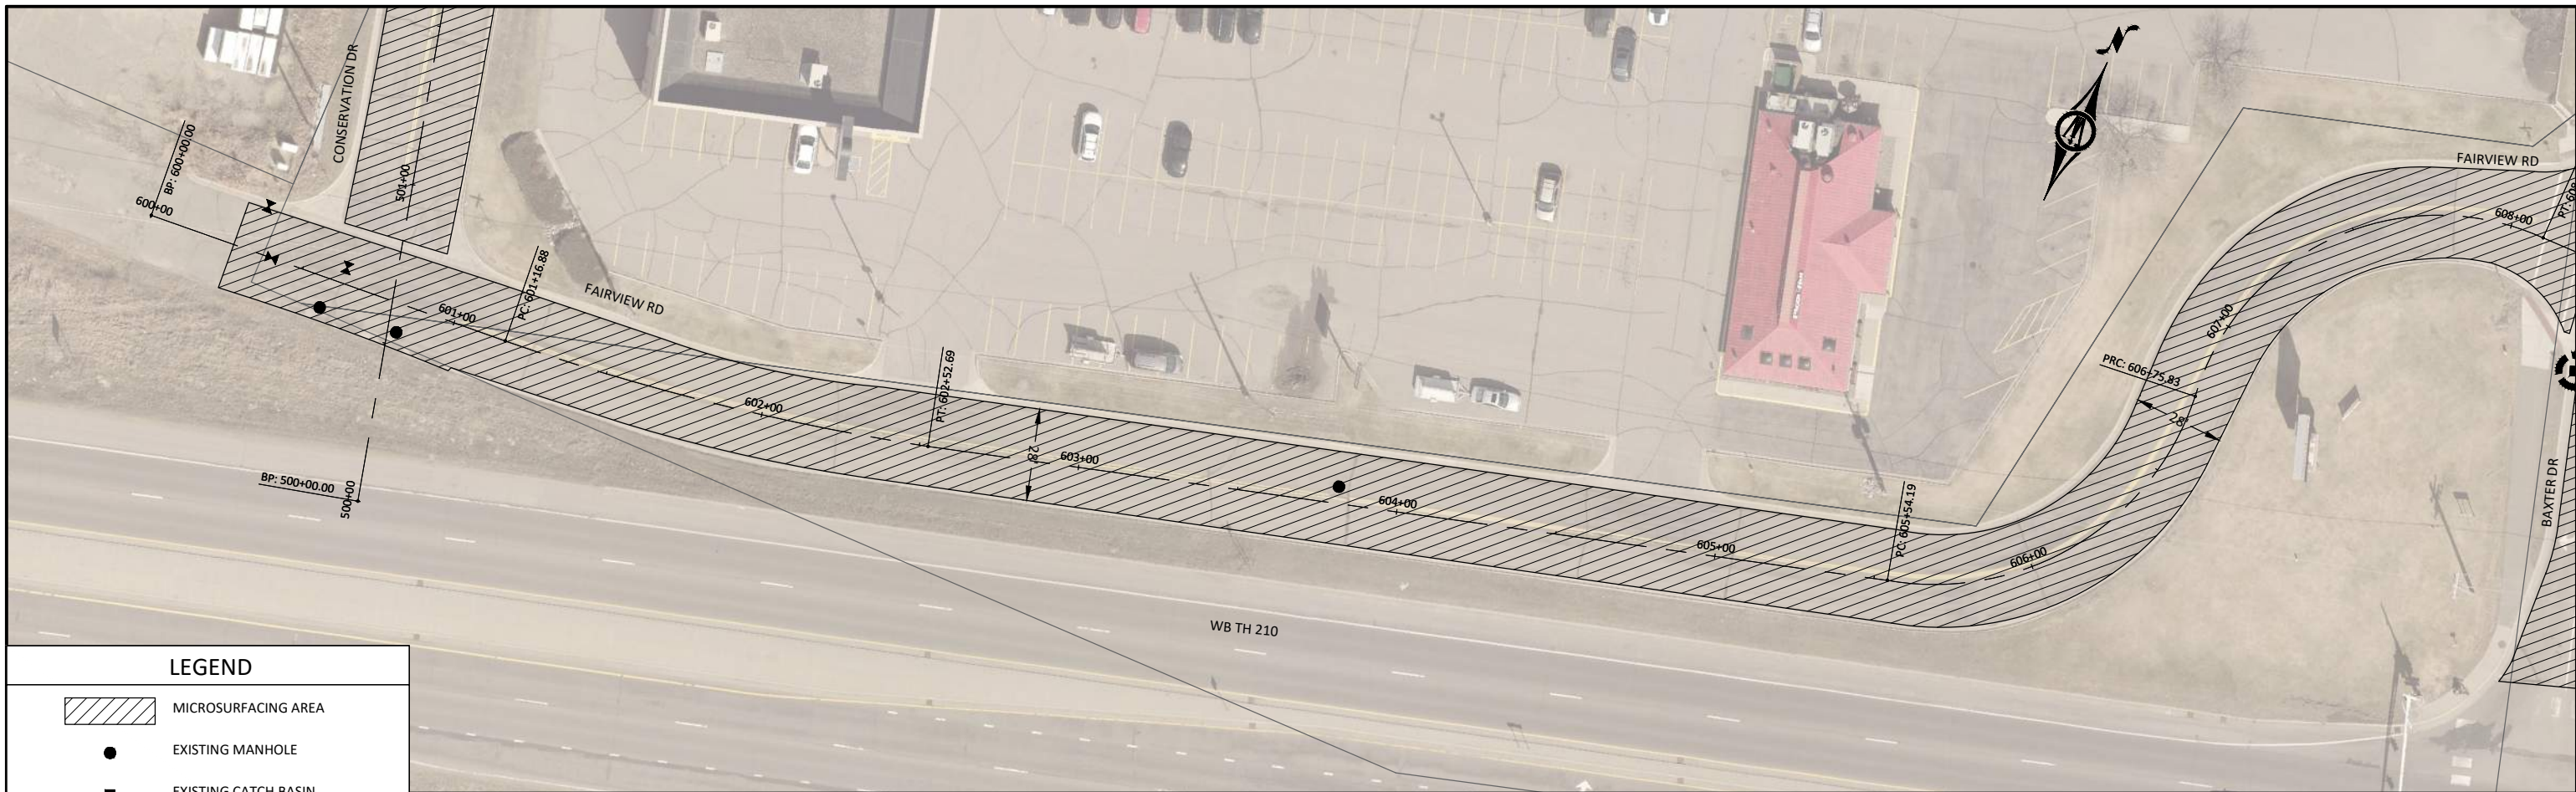 CONSERVATION DR
501+00
BP: 600+00.00
600+00
PC: 601+16.88
601+00
FAIRVIEW RD
602+00
PT: 602+52.69
28'
603+00
604+00
605+00
PC: 605+54.19
606+00
PRC: 606+75.83
28'
607+00
608+00
FAIRVIEW RD
N
BAXTER DR
BP: 500+00.00
500+00
WB TH 210
LEGEND
MICROSURFACING AREA
EXISTING MANHOLE
EXISTING CATCH BASIN